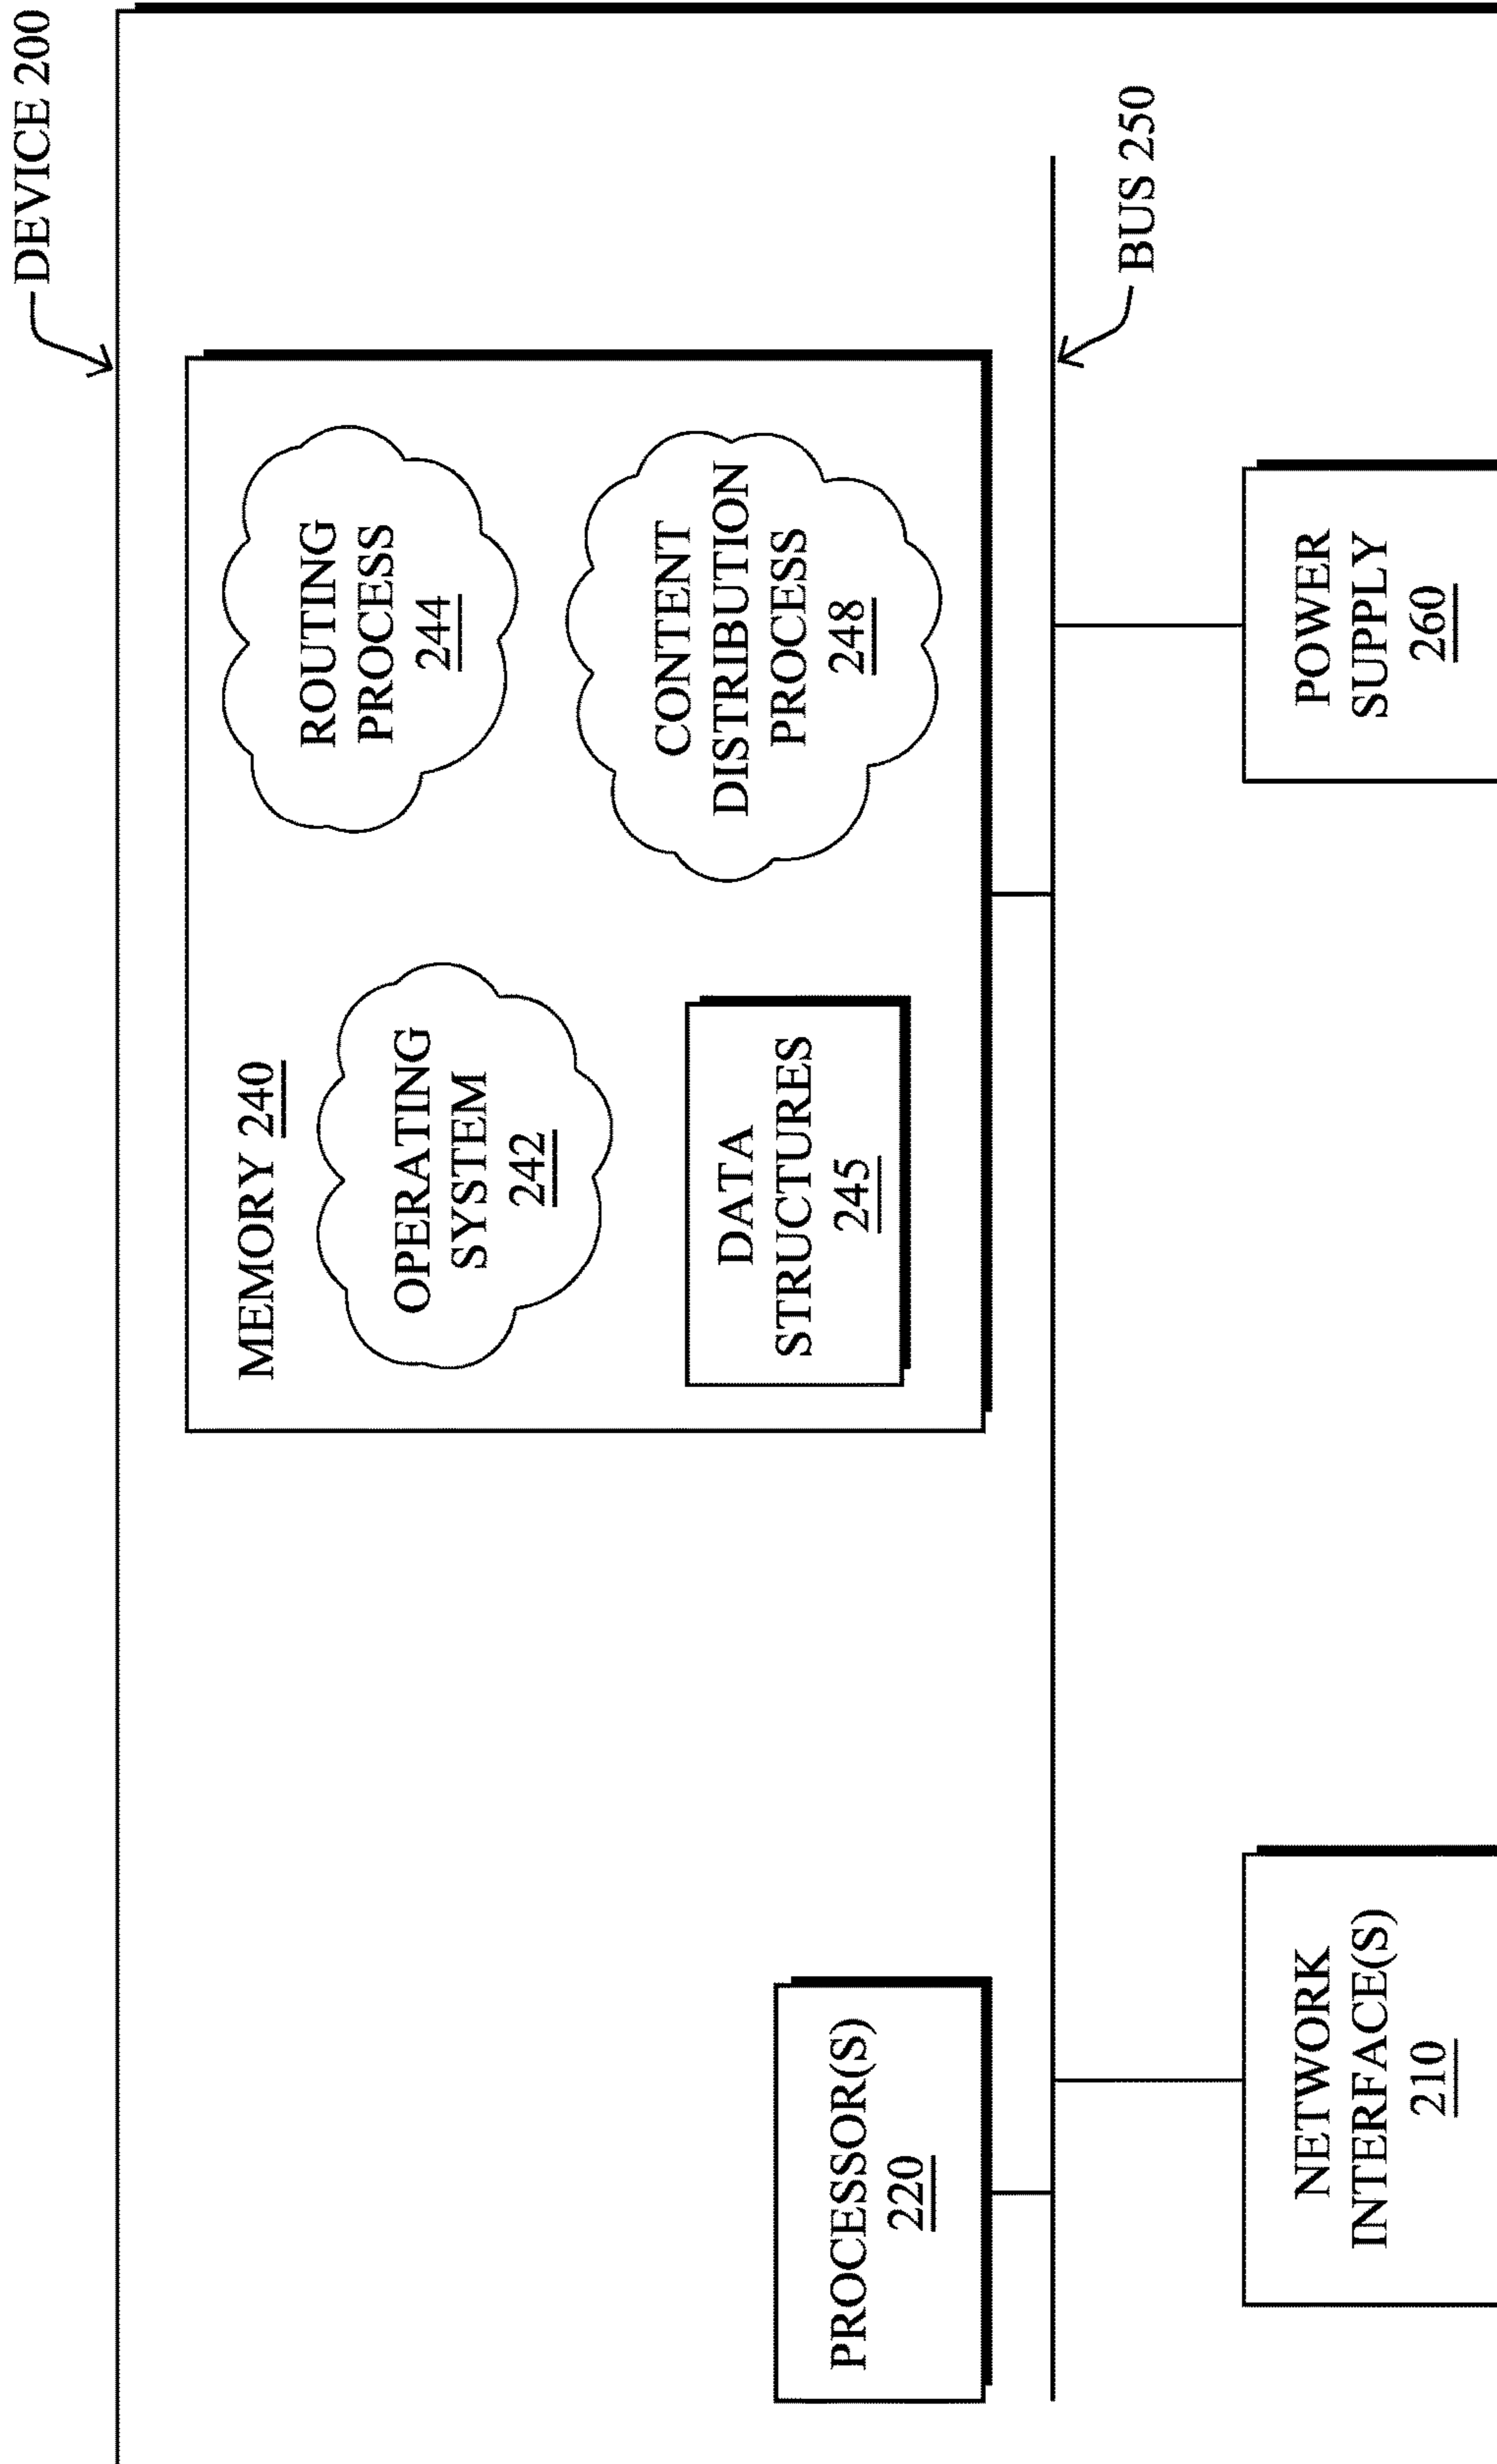 DEVICE 200
MEMORY 240
OPERATING
SYSTEM
242
ROUTING
PROCESS
244
DATA
STRUCTURES
245
CONTENT
DISTRIBUTION
PROCESS
248
PROCESSOR(S)
220
BUS 250
NETWORK
INTERFACE(S)
210
POWER
SUPPLY
260